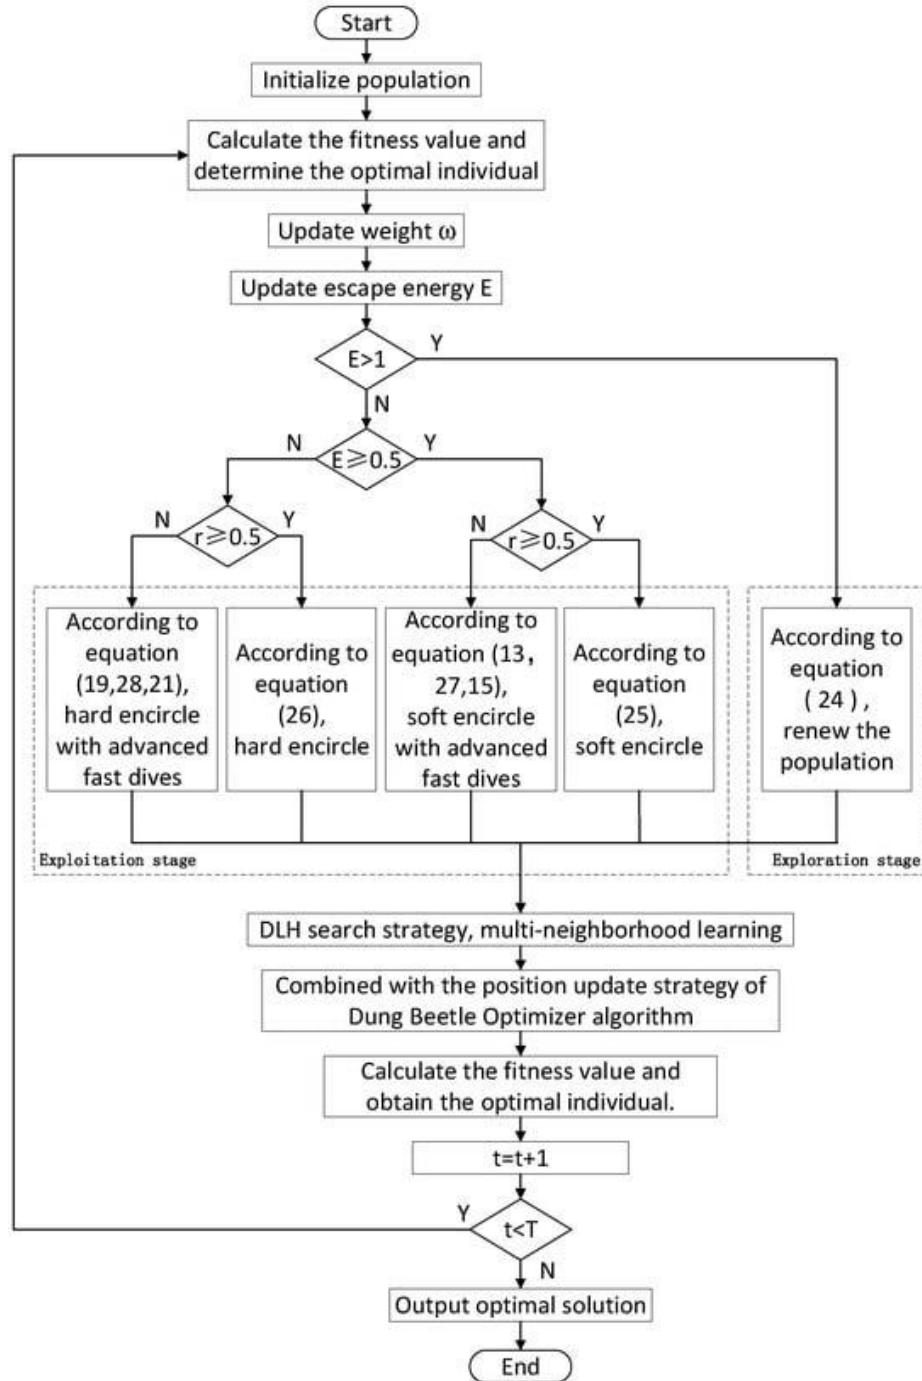 Start
Initialize population
Calculate the fitness value and
determine the optimal individual
Update weight ω
Update escape energy E
E>1
Y
N
E≥0.5
N
Y
r≥0.5
N
Y
r≥0.5
N
Y
According to
equation
(19,28,21),
hard encircle
with advanced
fast dives
According to
equation
(26),
hard encircle
According to
equation (13,
27,15),
soft encircle
with advanced
fast dives
According to
equation
(25),
soft encircle
According to
equation
( 24 ) ,
renew the
population
Exploitation stage
Exploration stage
DLH search strategy, multi-neighborhood learning
Combined with the position update strategy of
Dung Beetle Optimizer algorithm
Calculate the fitness value and
obtain the optimal individual.
t=t+1
Y
t<T
N
Output optimal solution
End